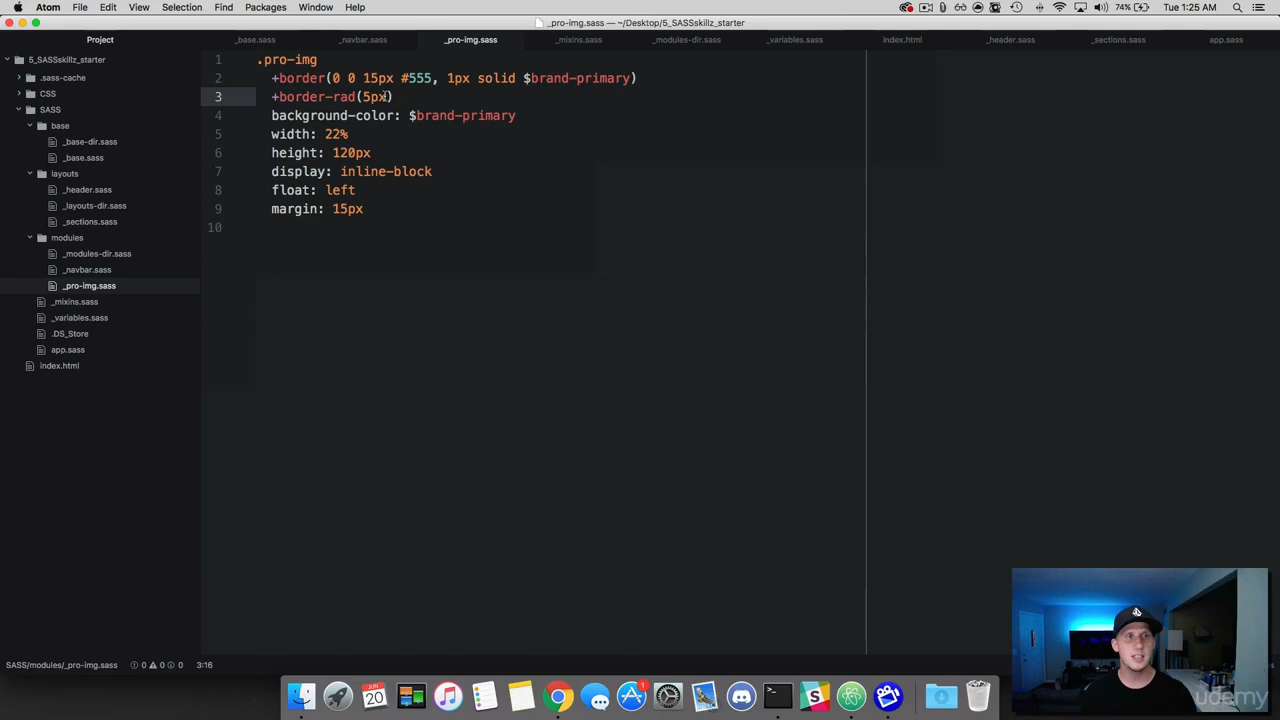 Atom File Edit View Selection Find Packages Window Help
74% Tue 1:25 AM
_pro-img.sass — ~/Desktop/5_SASSskillz_starter
Project
_base.sass _navbar.sass _pro-img.sass _mixins.sass _modules-dir.sass _variables.sass index.html _header.sass _sections.sass app.sass
5_SASSskillz_starter
.sass-cache
CSS
SASS
base
_base-dir.sass
_base.sass
layouts
_header.sass
_layouts-dir.sass
_sections.sass
modules
_modules-dir.sass
_navbar.sass
_pro-img.sass
_mixins.sass
_variables.sass
.DS_Store
app.sass
index.html
1 .pro-img
2 +border(0 0 15px #555, 1px solid $brand-primary)
3 +border-rad(5px)
4 background-color: $brand-primary
5 width: 22%
6 height: 120px
7 display: inline-block
8 float: left
9 margin: 15px
10
SASS/modules/_pro-img.sass 0 0 0 3:16
JUN
20
1
udemy